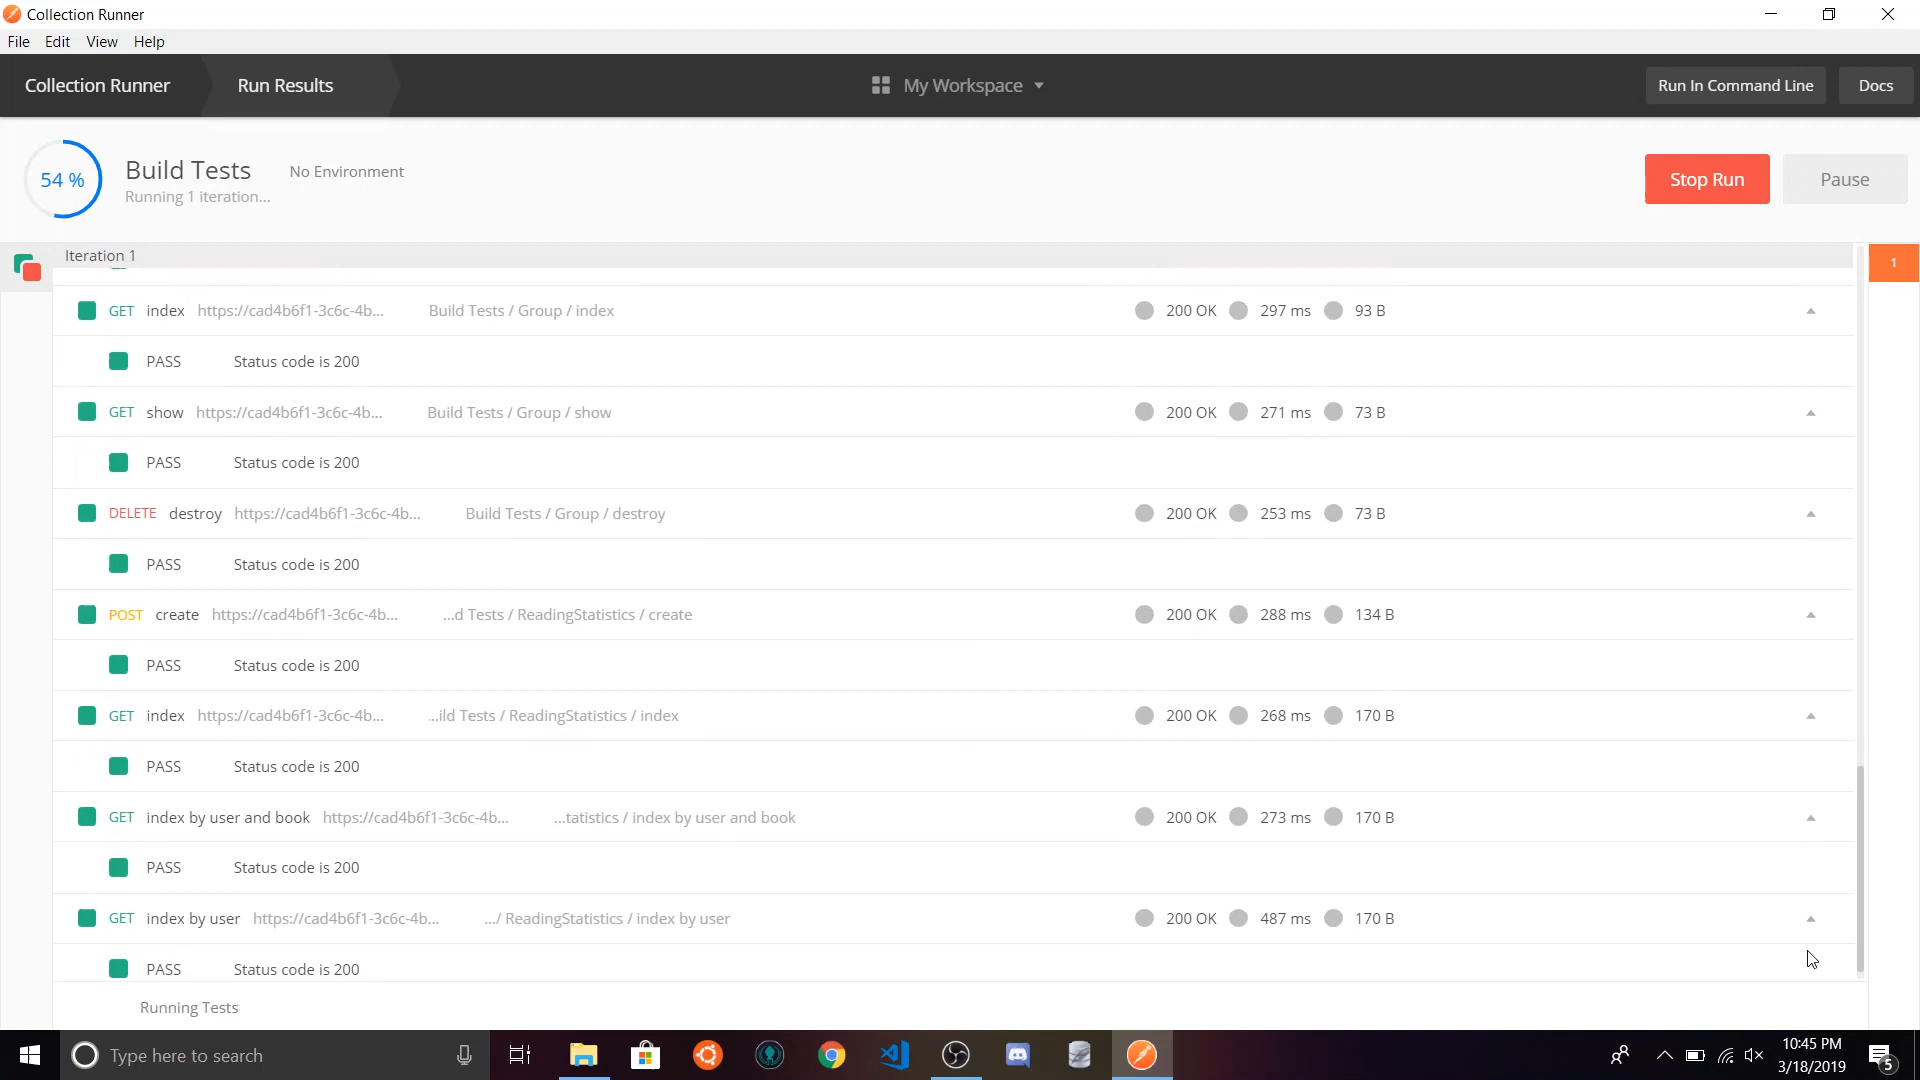 Collection Runner
File Edit View Help
Collection Runner Run Results My Workspace Run In Command Line Docs
54 % Build Tests No Environment Stop Run Pause
Running 1 iteration...
Iteration 1 1
GET index https://cad4b6f1-3c6c-4b... Build Tests / Group / index 200 OK 297 ms 93 B
PASS Status code is 200
GET show https://cad4b6f1-3c6c-4b... Build Tests / Group / show 200 OK 271 ms 73 B
PASS Status code is 200
DELETE destroy https://cad4b6f1-3c6c-4b... Build Tests / Group / destroy 200 OK 253 ms 73 B
PASS Status code is 200
POST create https://cad4b6f1-3c6c-4b... ...d Tests / ReadingStatistics / create 200 OK 288 ms 134 B
PASS Status code is 200
GET index https://cad4b6f1-3c6c-4b... ...ild Tests / ReadingStatistics / index 200 OK 268 ms 170 B
PASS Status code is 200
GET index by user and book https://cad4b6f1-3c6c-4b... ...tatistics / index by user and book 200 OK 273 ms 170 B
PASS Status code is 200
GET index by user https://cad4b6f1-3c6c-4b... .../ ReadingStatistics / index by user 200 OK 487 ms 170 B
PASS Status code is 200
Running Tests
Type here to search 10:45 PM
3/18/2019 5